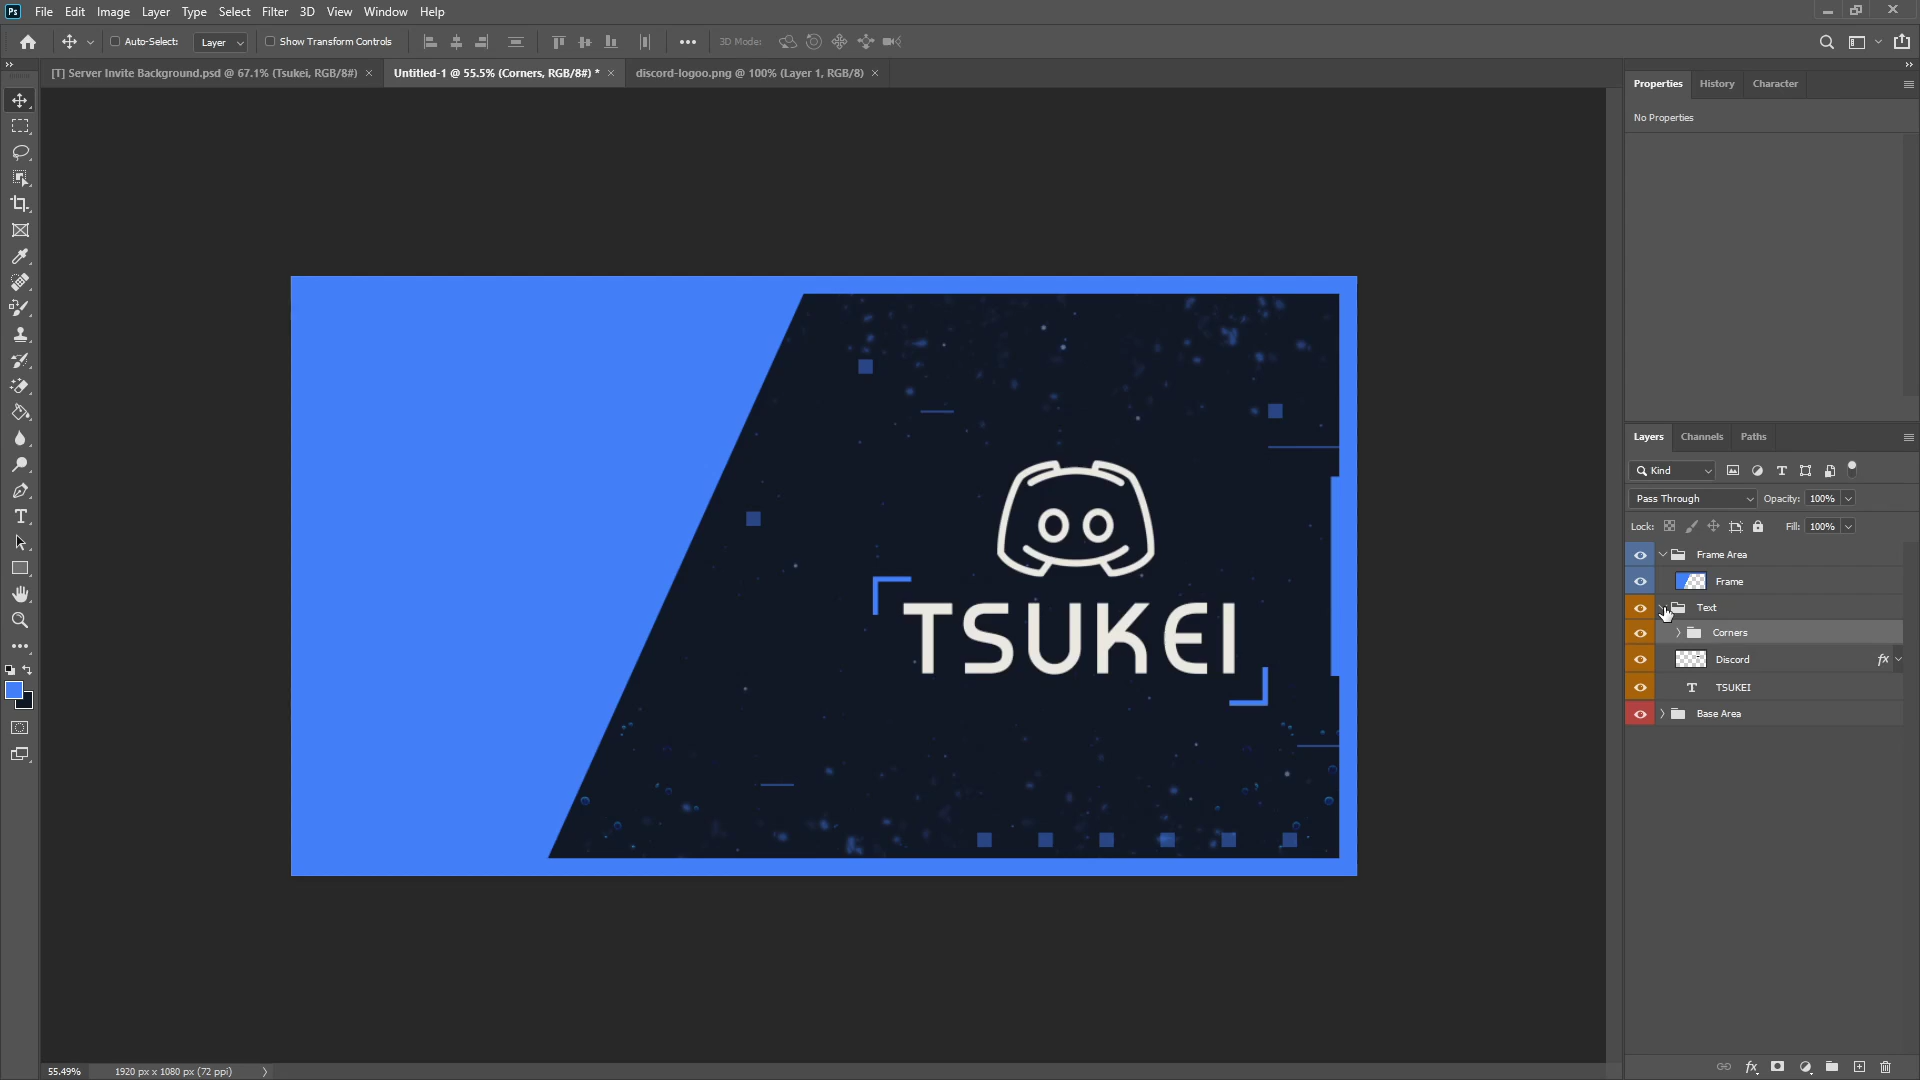 Ps File Edit Image Layer Type Select Filter 3D View Window Help
Auto-Select: Layer Show Transform Controls 3D Mode:
[T] Server Invite Background.psd @ 67.1% (Tsukei, RGB/8#) × Untitled-1 @ 55.5% (Corners, RGB/8#) * × discord-logoo.png @ 100% (Layer 1, RGB/8) ×
Properties History Character
No Properties
TSUKEI
Layers Channels Paths
Kind
Pass Through Opacity: 100%
Lock: Fill: 100%
Frame Area
Frame
Text
Corners
Discord fx
T TSUKEI
Base Area
55.49% 1920 px x 1080 px (72 ppi)
fx